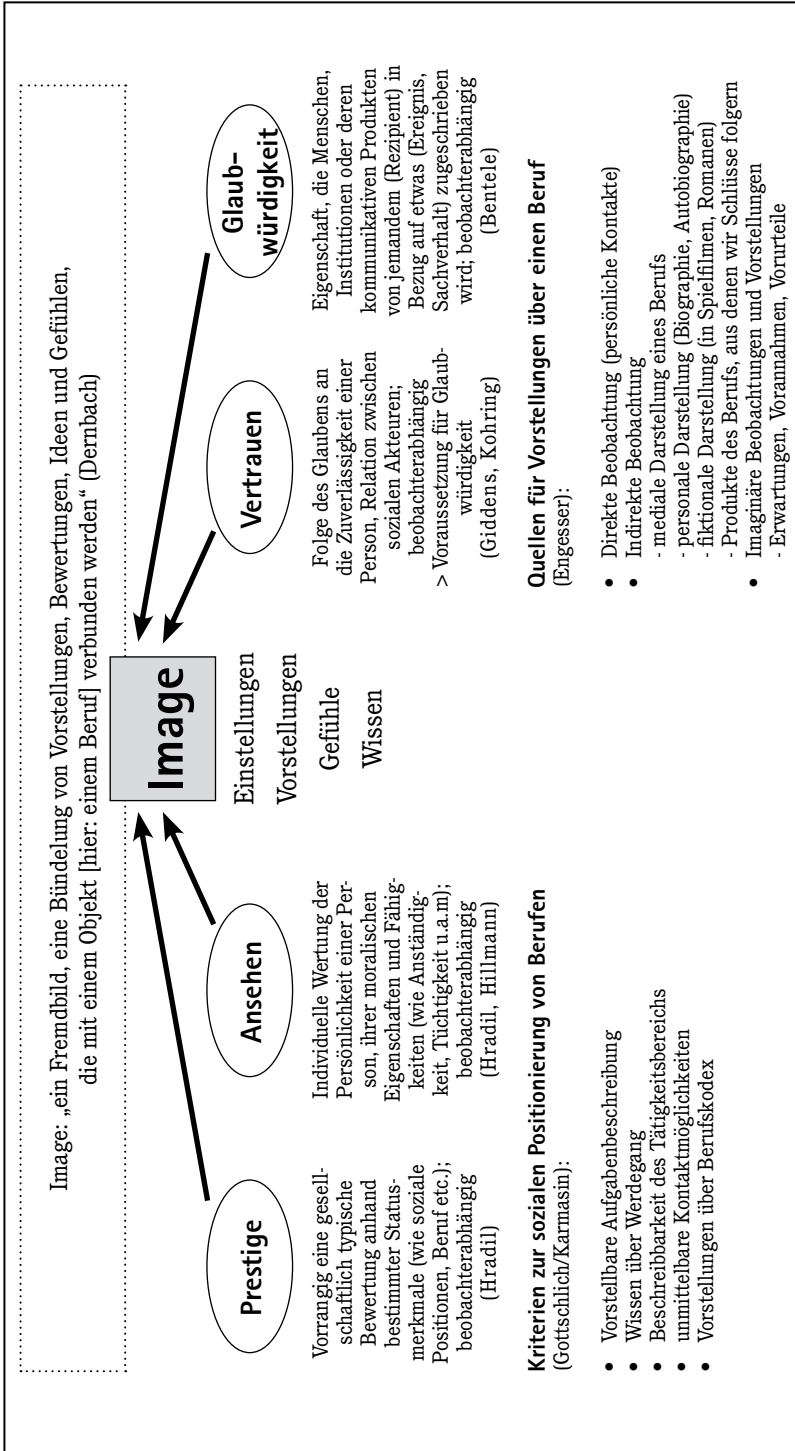 Image: „ein Fremdbild, eine Bündelung von Vorstellungen, Bewertungen, Ideen und Gefühlen,
die mit einem Objekt [hier: einem Beruf] verbunden werden“ (Dernbach)
Image
Einstellungen
Vorstellungen
Gefühle
Wissen
Prestige
Vorrangig eine gesell-
schaftlich typische
Bewertung anhand
bestimmter Status-
merkmale (wie soziale
Positionen, Beruf etc.);
beobachterabhängig
(Hradil)
Ansehen
Individuelle Wertung der
Persönlichkeit einer Per-
son, ihrer moralischen
Eigenschaften und Fähig-
keiten (wie Anständig-
keit, Tüchtigkeit u.a.m);
beobachterabhängig
(Hradil, Hillmann)
Vertrauen
Folge des Glaubens an
die Zuverlässigkeit einer
Person, Relation zwischen
sozialen Akteuren;
beobachterabhängig
> Voraussetzung für Glaub-
würdigkeit
(Giddens, Kohring)
Glaub-
würdigkeit
Eigenschaft, die Menschen,
Institutionen oder deren
kommunikativen Produkten
von jemandem (Rezipient) in
Bezug auf etwas (Ereignis,
Sachverhalt) zugeschrieben
wird; beobachterabhängig
(Bentele)
Kriterien zur sozialen Positionierung von Berufen
(Gottschlich/Karmasin):
• Vorstellbare Aufgabenbeschreibung
• Wissen über Werdegang
• Beschreibbarkeit des Tätigkeitsbereichs
• unmittelbare Kontaktmöglichkeiten
• Vorstellungen über Berufskodex
Quellen für Vorstellungen über einen Beruf
(Engesser):
• Direkte Beobachtung (persönliche Kontakte)
• Indirekte Beobachtung
- mediale Darstellung eines Berufs
- personale Darstellung (Biographie, Autobiographie)
- fiktionale Darstellung (in Spielfilmen, Romanen)
- Produkte des Berufs, aus denen wir Schlüsse folgern
• Imaginäre Beobachtungen und Vorstellungen
- Erwartungen, Vorannahmen, Vorurteile